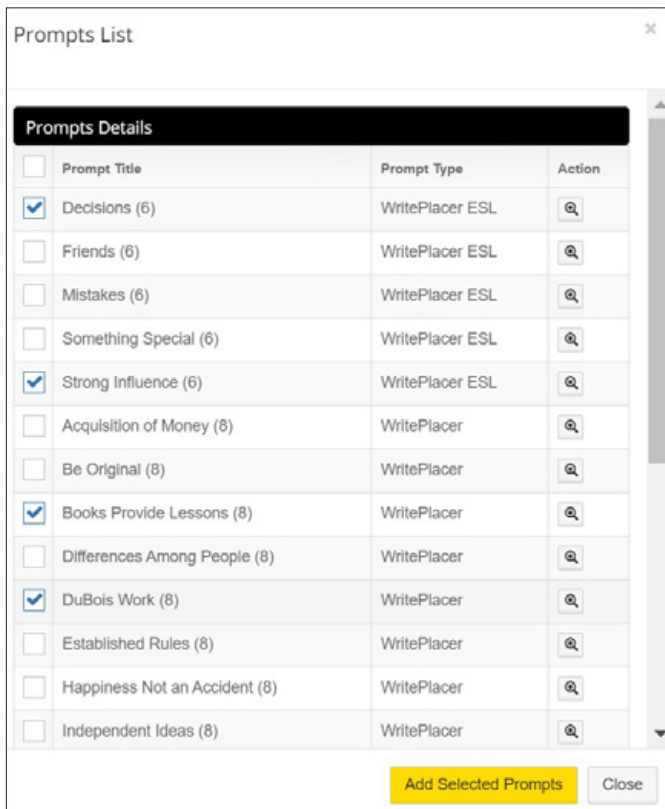 Prompts List
Prompts Details
Prompt Title Prompt Type Action
Decisions (6) WritePlacer ESL
Friends (6) WritePlacer ESL
Mistakes (6) WritePlacer ESL
Something Special (6) WritePlacer ESL
Strong Influence (6) WritePlacer ESL
Acquisition of Money (8) WritePlacer
Be Original (8) WritePlacer
Books Provide Lessons (8) WritePlacer
Differences Among People (8) WritePlacer
DuBois Work (8) WritePlacer
Established Rules (8) WritePlacer
Happiness Not an Accident (8) WritePlacer
Independent Ideas (8) WritePlacer
Add Selected Prompts Close